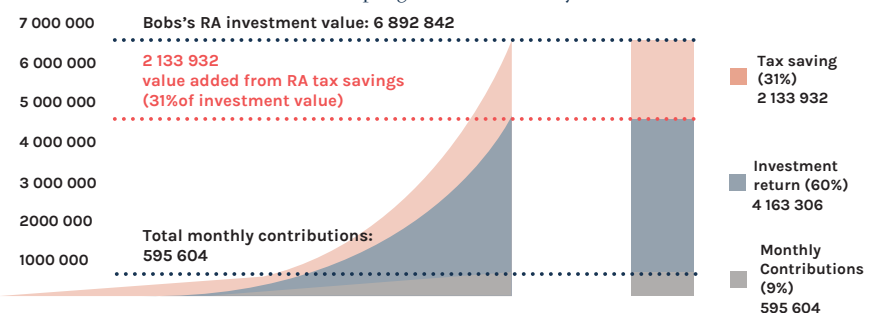 7 000 000
Bobs's RA investment value: 6 892 842
6 000 000
2 133 932
value added from RA tax savings
(31%of investment value)
5 000 000
4 000 000
3 000 000
2000 000
1000 000
Total monthly contributions:
595 604
Tax saving
(31%)
2 133 932
Investment
return (60%)
4 163 306
Monthly
Contributions
(9%)
595 604